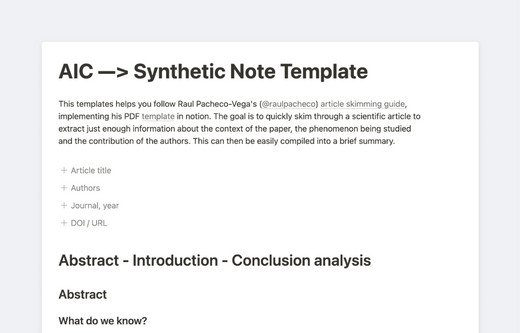 AIC —> Synthetic Note Template
This templates helps you follow Raul Pacheco-Vega's (@raulpacheco) article skimming guide,
implementing his PDF template in notion. The goal is to quickly skim through a scientific article to
extract just enough information about the context of the paper, the phenomenon being studied
and the contribution of the authors. This can then be easily compiled into a brief summary.
+ Article title
+ Authors
+ Journal, year
+ DOI / URL
Abstract - Introduction - Conclusion analysis
Abstract
What do we know?